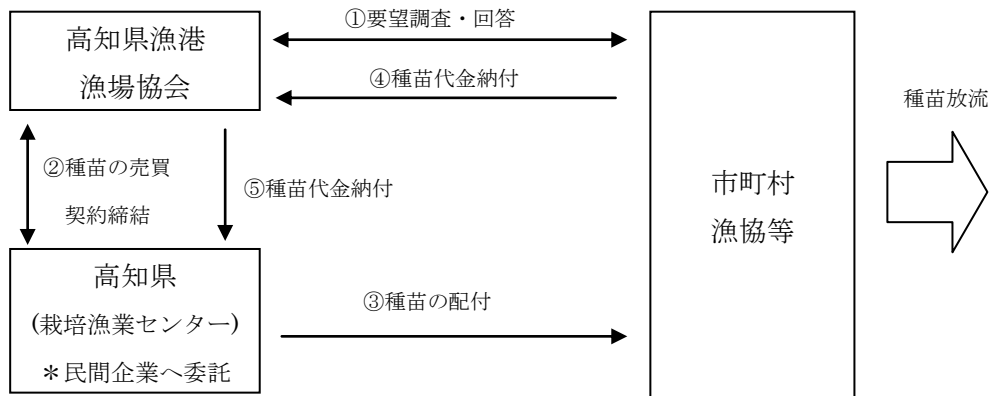 ①要望調査・回答
高知県漁港
漁場協会
④種苗代金納付
種苗放流
②種苗の売買
契約締結
⑤種苗代金納付
市町村
漁協等
高知県
(栽培漁業センター)
＊民間企業へ委託
③種苗の配付